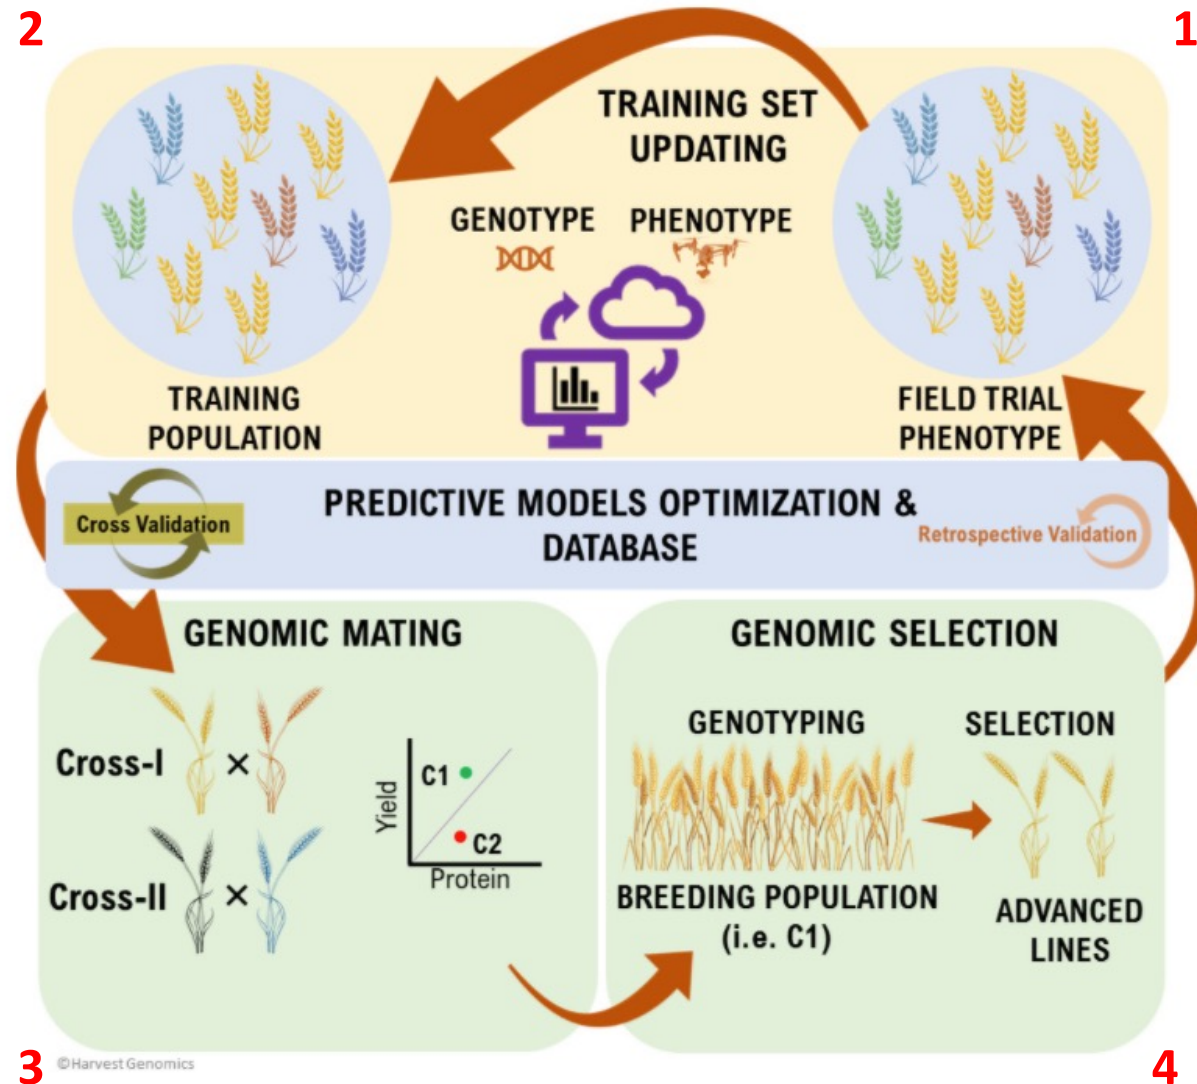 2
1
TRAINING SET
UPDATING
GENOTYPE
PHENOTYPE
TRAINING
POPULATION
FIELD TRIAL
PHENOTYPE
Cross Validation
PREDICTIVE MODELS OPTIMIZATION &
DATABASE
Retrospective Validation
GENOMIC MATING
Cross-I
×
Cross-II
×
Yield
C1
C2
Protein
GENOMIC SELECTION
GENOTYPING
SELECTION
BREEDING POPULATION
(i.e. C1)
ADVANCED
LINES
3
©Harvest Genomics
4